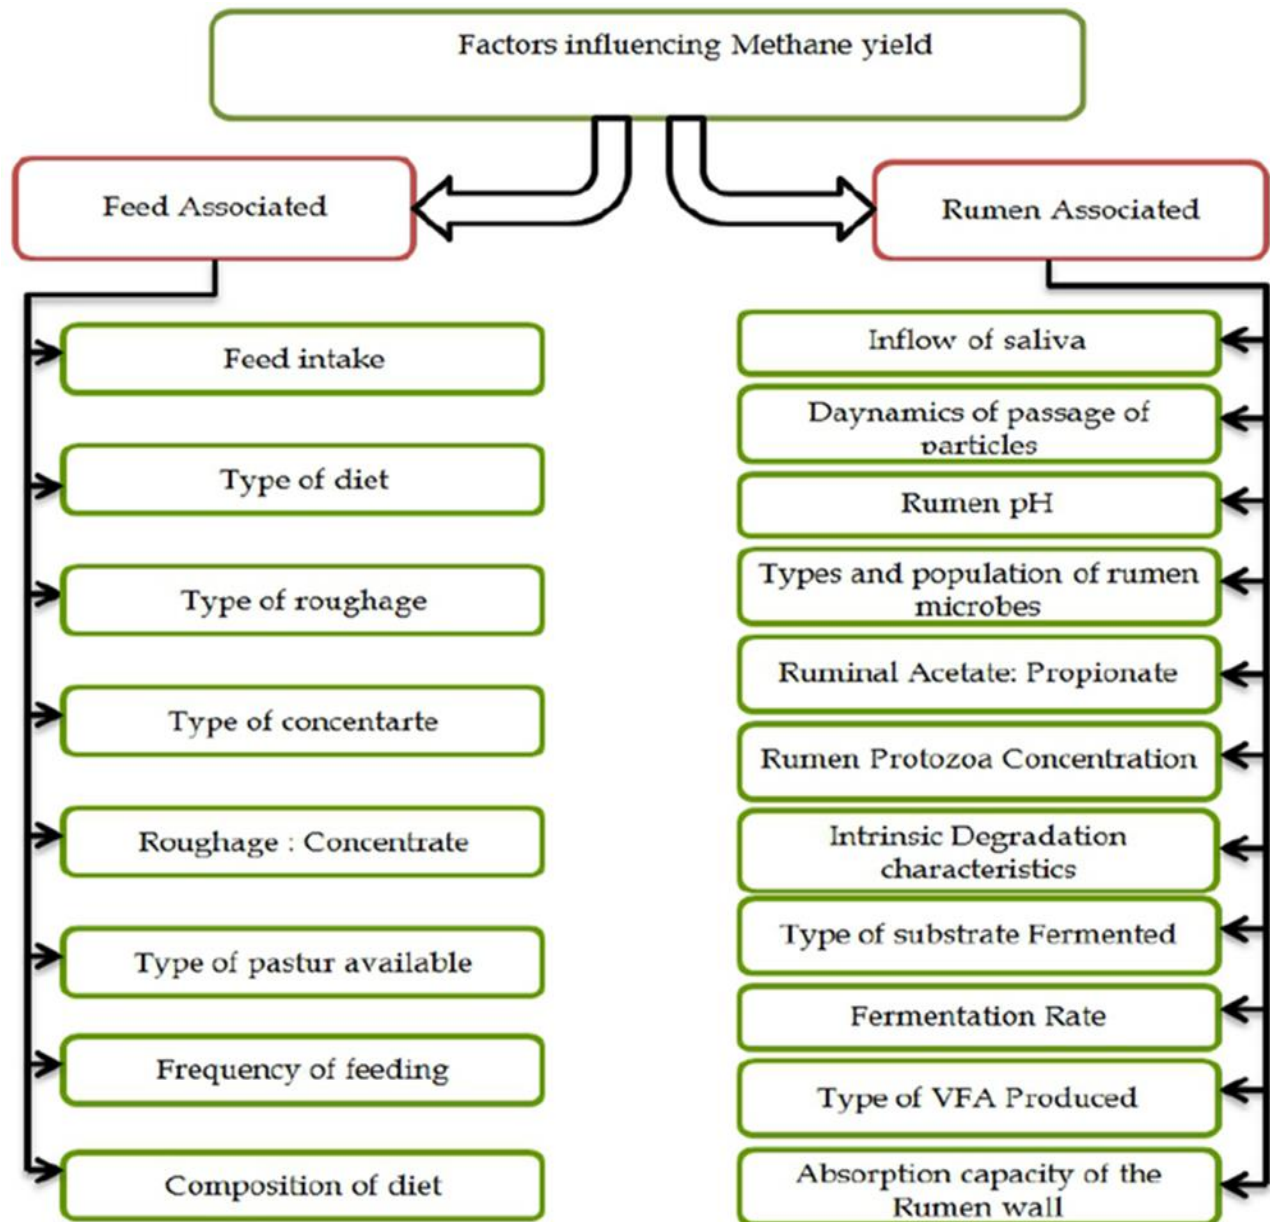 Factors influencing Methane yield
Feed Associated
Rumen Associated
Feed intake
Type of diet
Type of roughage
Type of concentarte
Roughage : Concentrate
Type of pastur available
Frequency of feeding
Composition of diet
Inflow of saliva
Daynamics of passage of
particles
Rumen pH
Types and population of rumen
microbes
Ruminal Acetate: Propionate
Rumen Protozoa Concentration
Intrinsic Degradation
characteristics
Type of substrate Fermented
Fermentation Rate
Type of VFA Produced
Absorption capacity of the
Rumen wall